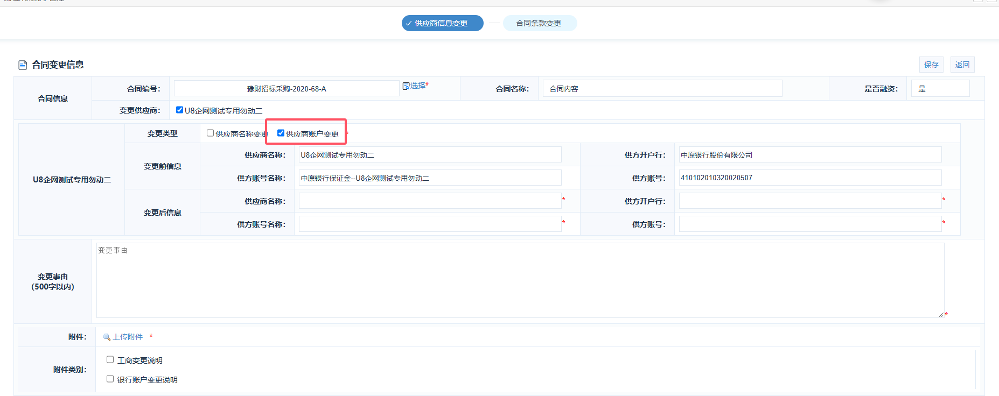 供应商信息变更 合同条款变更
合同变更信息 保存 返回
合同信息 合同编号： 豫财招标采购-2020-68-A 选择* 合同名称： 合同内容 是否融资： 是
变更供应商： U8企网测试专用勿动二
U8企网测试专用勿动二 变更类型 供应商名称变更 供应商账户变更 *
变更前信息 供应商名称： U8企网测试专用勿动二 供方开户行： 中原银行股份有限公司
供方账号名称： 中原银行保证金--U8企网测试专用勿动二 供方账号： 410102010320020507
变更后信息 供应商名称： * 供方开户行： *
供方账号名称： * 供方账号： *
变更事由
（500字以内） 变更事由 *
附件： 上传附件 *
附件类别： 工商变更说明
银行账户变更说明